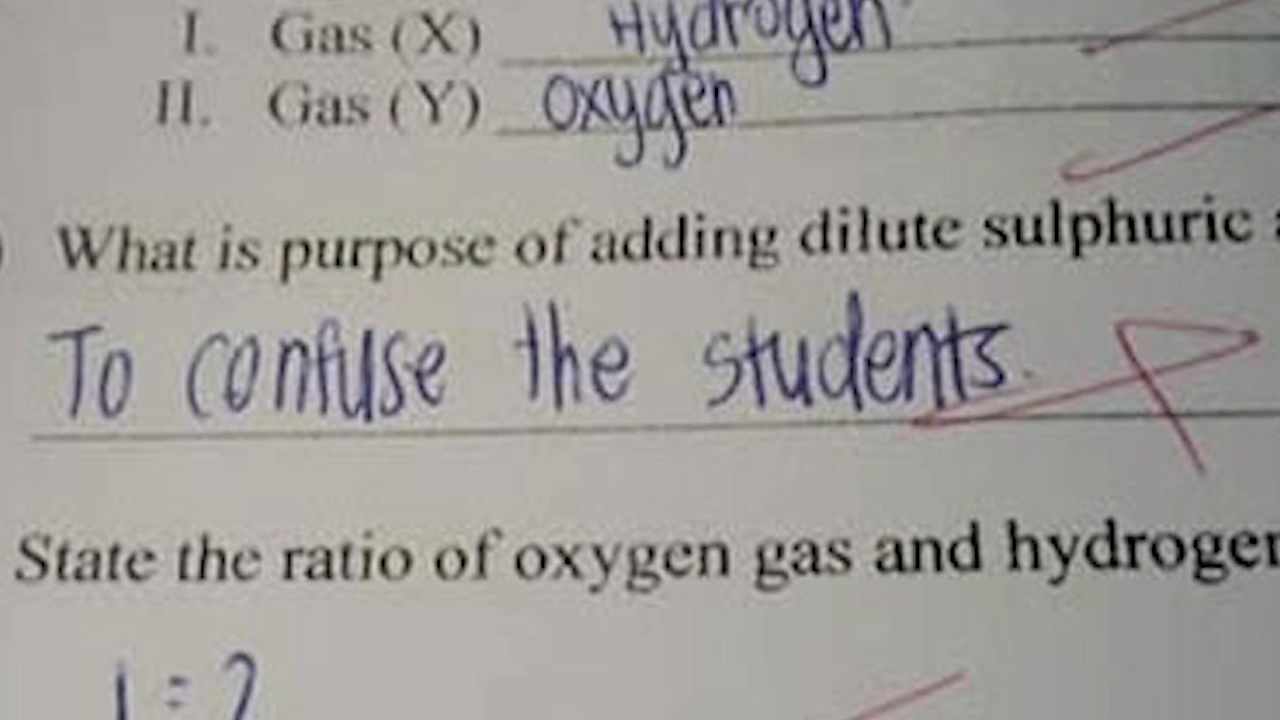 I. Gas (X) Hydrogen
II. Gas (Y) Oxygen
What is purpose of adding dilute sulphuric
To confuse the students.
State the ratio of oxygen gas and hydrogen
1 = 2